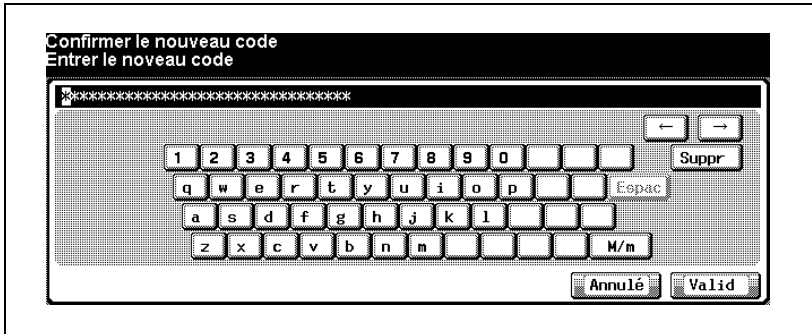 Confirmer le nouveau code
Entrer le noveau code
********************************
← →
1 2 3 4 5 6 7 8 9 0 Suppr
q w e r t y u i o p Espac
a s d f g h j k l
z x c v b n m M/m
Annulé Valid